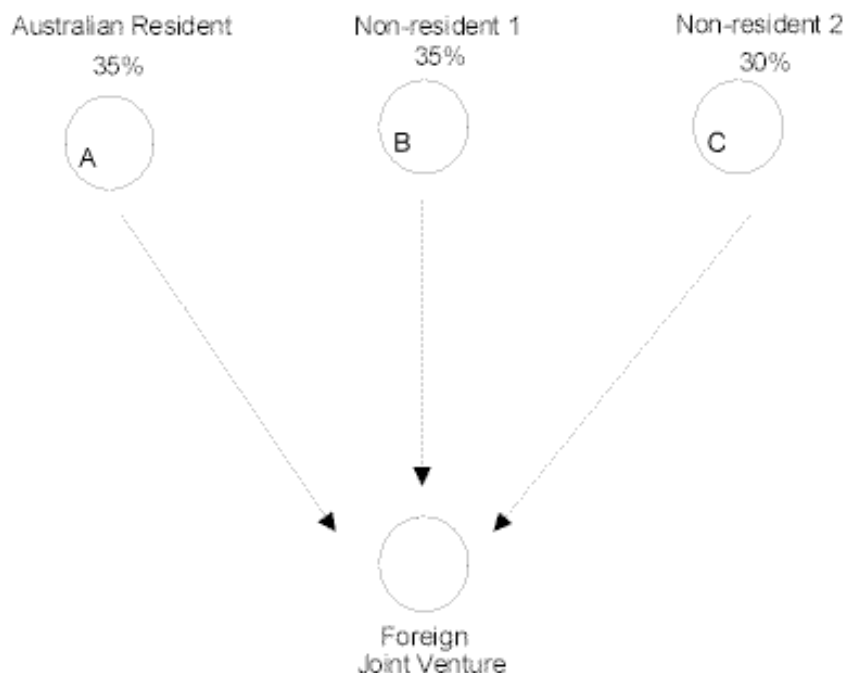 Australian Resident
35%
Non-resident 1
35%
Non-resident 2
30%
A
B
C
Foreign
Joint Venture